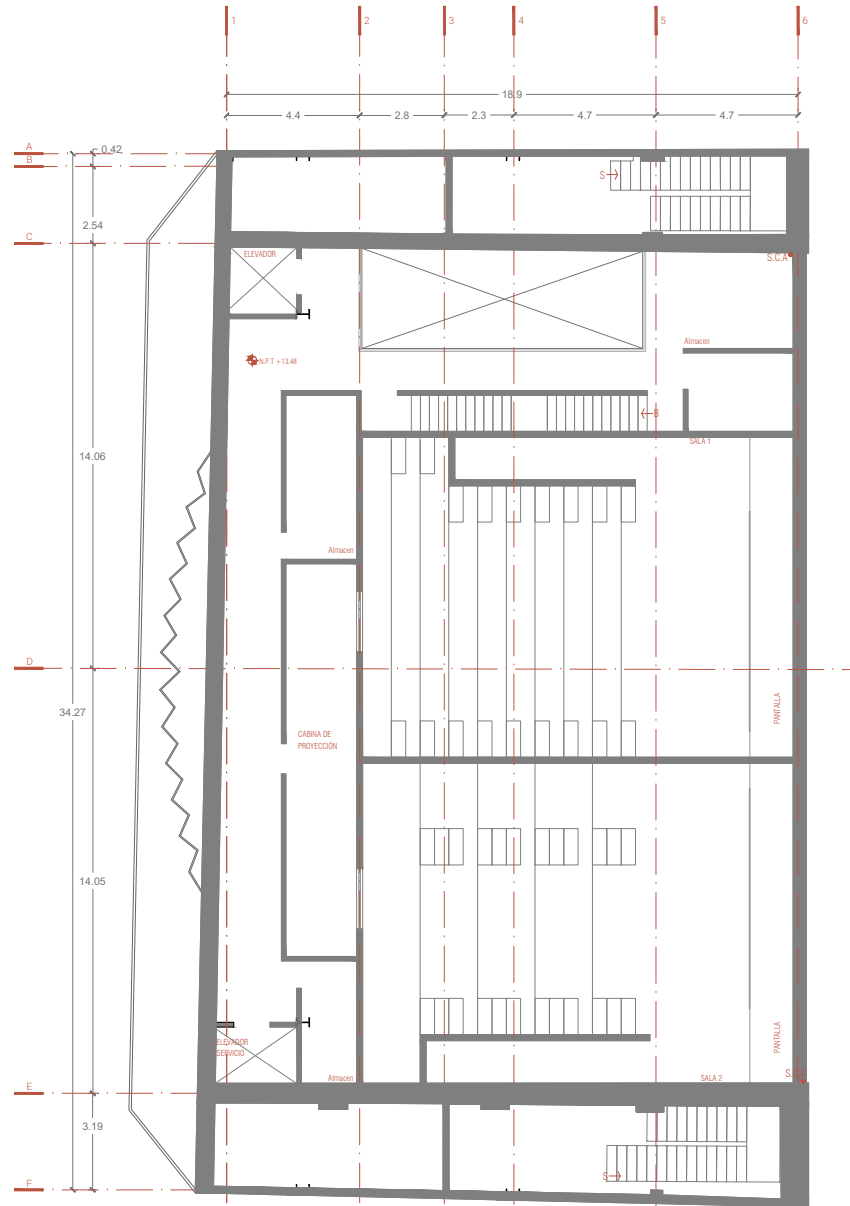 1 2 3 4 5 6
18.9
4.4 2.8 2.3 4.7 4.7
A
0.42
B
S
2.54
C
ELEVADOR
S.C.A
Almacen
N.P.T + 13.48
B
SALA 1
14.06
Almacen
D
PANTALLA
34.27
CABINA DE
PROYECCIÓN
14.05
ELEVADOR
SERVICIO
PANTALLA
Almacen
SALA 2
S.C.A
E
3.19
S
F